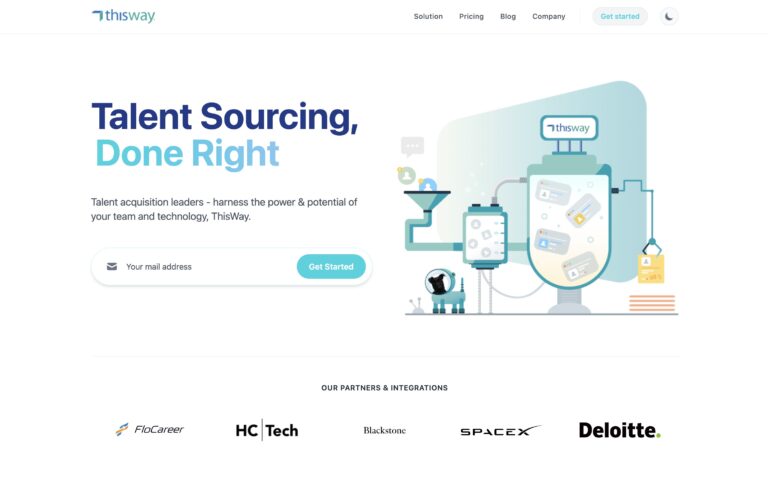 thisway
Solution
Pricing
Blog
Company
Get started
Talent Sourcing,
Done Right
Talent acquisition leaders - harness the power & potential of
your team and technology, ThisWay.
Your mail address
Get Started
thisway
OUR PARTNERS & INTEGRATIONS
FloCareer
HC Tech
Blackstone
SPACEX
Deloitte.